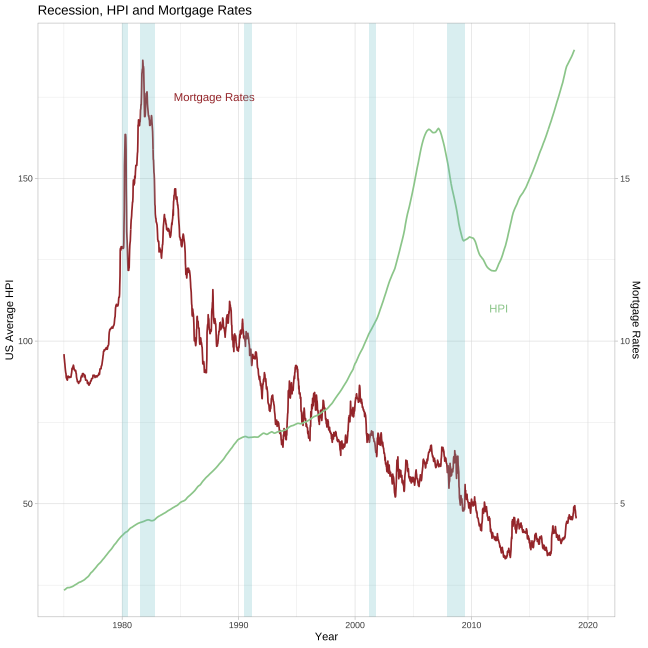 Recession, HPI and Mortgage Rates
Mortgage Rates
150
15
US Average HPI
Mortgage Rates
HPI
100
10
50
5
1980
1990
2000
2010
2020
Year